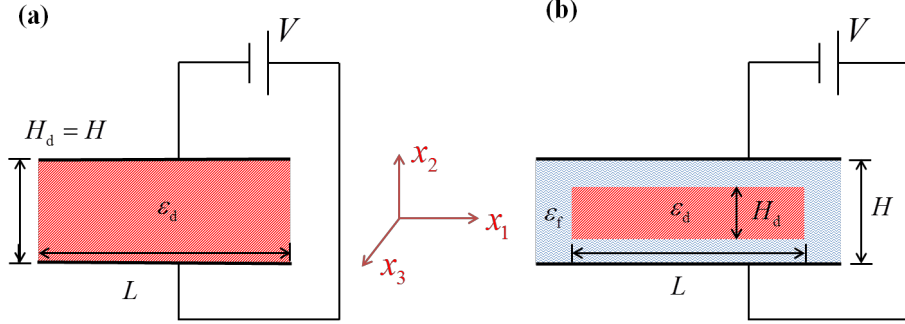 (a)
V
H_d = H
ε_d
L
x_2
x_1
x_3
(b)
V
ε_f
ε_d
H_d
H
L